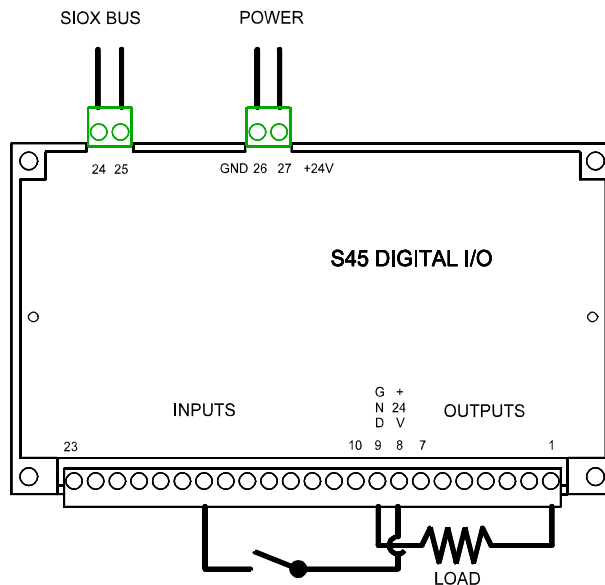 SIOX BUS POWER
24 25 GND 26 27 +24V
S45 DIGITAL I/O
G +
N 24
D V
INPUTS OUTPUTS
23 10 9 8 7 1
LOAD